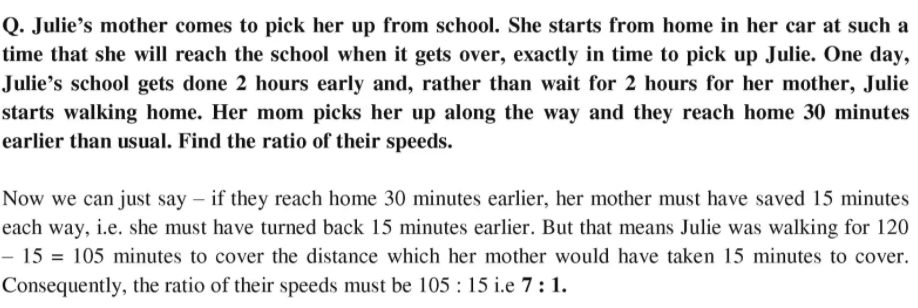 Q. Julie’s mother comes to pick her up from school. She starts from home in her car at such a
time that she will reach the school when it gets over, exactly in time to pick up Julie. One day,
Julie’s school gets done 2 hours early and, rather than wait for 2 hours for her mother, Julie
starts walking home. Her mom picks her up along the way and they reach home 30 minutes
earlier than usual. Find the ratio of their speeds.
Now we can just say – if they reach home 30 minutes earlier, her mother must have saved 15 minutes
each way, i.e. she must have turned back 15 minutes earlier. But that means Julie was walking for 120
– 15 = 105 minutes to cover the distance which her mother would have taken 15 minutes to cover.
Consequently, the ratio of their speeds must be 105 : 15 i.e 7 : 1.